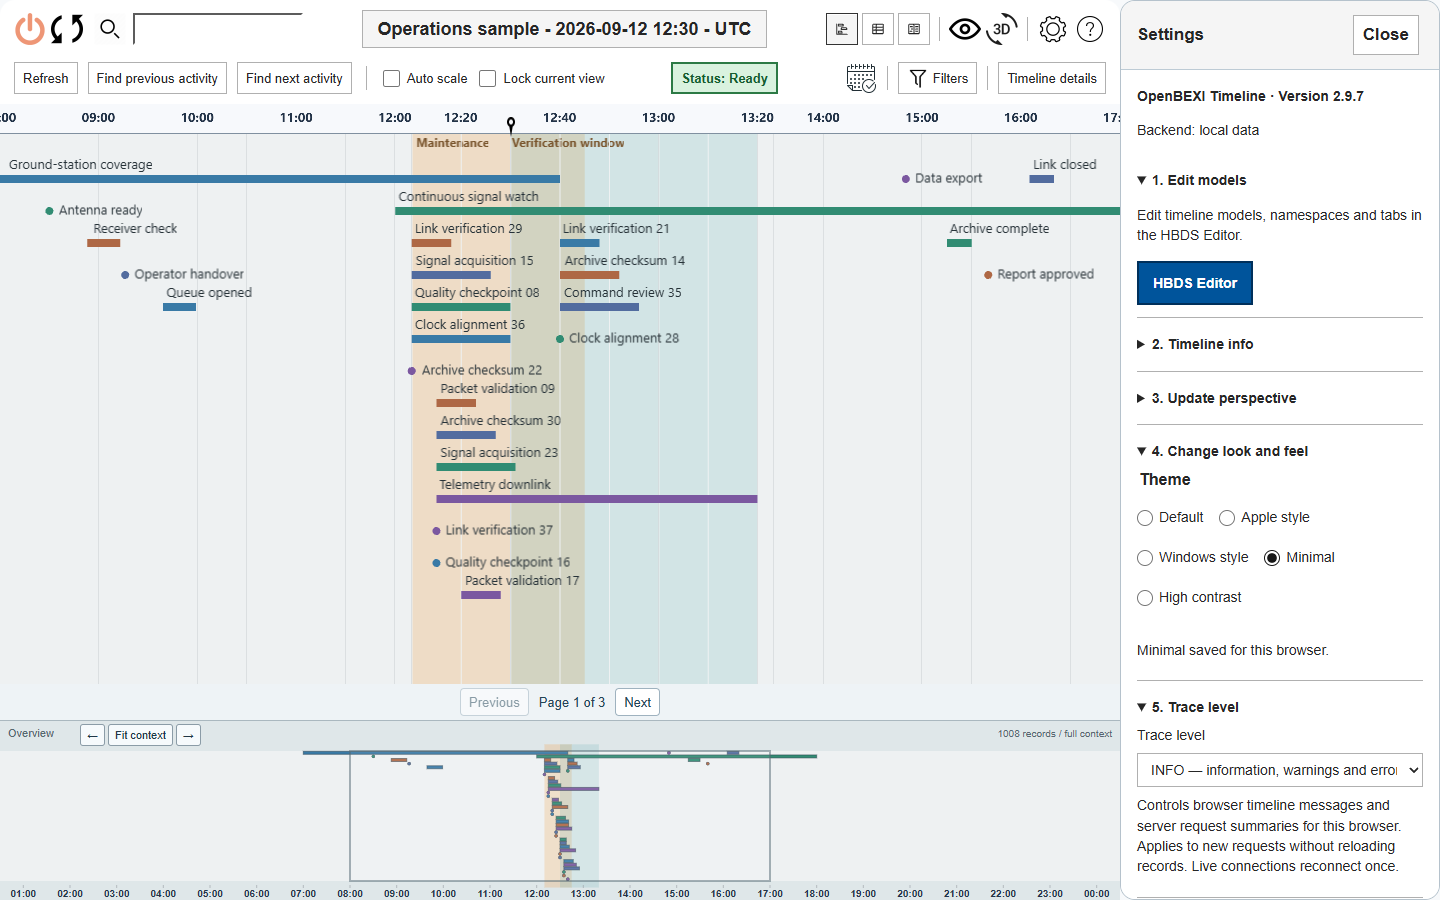 Operations sample - 2026-09-12 12:30 - UTC
3D
?
Refresh
Find previous activity
Find next activity
Auto scale
Lock current view
Status: Ready
Filters
Timeline details
:00 09:00 10:00 11:00 12:00 12:20 12:40 13:00 13:20 14:00 15:00 16:00 17:
Maintenance
Verification window
Ground-station coverage
Link closed
Data export
Continuous signal watch
Antenna ready
Receiver check
Link verification 29
Link verification 21
Archive complete
Signal acquisition 15
Archive checksum 14
Operator handover
Report approved
Queue opened
Quality checkpoint 08
Command review 35
Clock alignment 36
Clock alignment 28
Archive checksum 22
Packet validation 09
Archive checksum 30
Signal acquisition 23
Telemetry downlink
Link verification 37
Quality checkpoint 16
Packet validation 17
Previous
Page 1 of 3
Next
Overview
←
Fit context
→
1008 records / full context
01:00 02:00 03:00 04:00 05:00 06:00 07:00 08:00 09:00 10:00 11:00 12:00 13:00 14:00 15:00 16:00 17:00 18:00 19:00 20:00 21:00 22:00 23:00 00:00
Settings
Close
OpenBEXI Timeline · Version 2.9.7
Backend: local data
1. Edit models
Edit timeline models, namespaces and tabs in
the HBDS Editor.
HBDS Editor
2. Timeline info
3. Update perspective
4. Change look and feel
Theme
Default
Apple style
Windows style
Minimal
High contrast
Minimal saved for this browser.
5. Trace level
Trace level
INFO — information, warnings and error
Controls browser timeline messages and
server request summaries for this browser.
Applies to new requests without reloading
records. Live connections reconnect once.